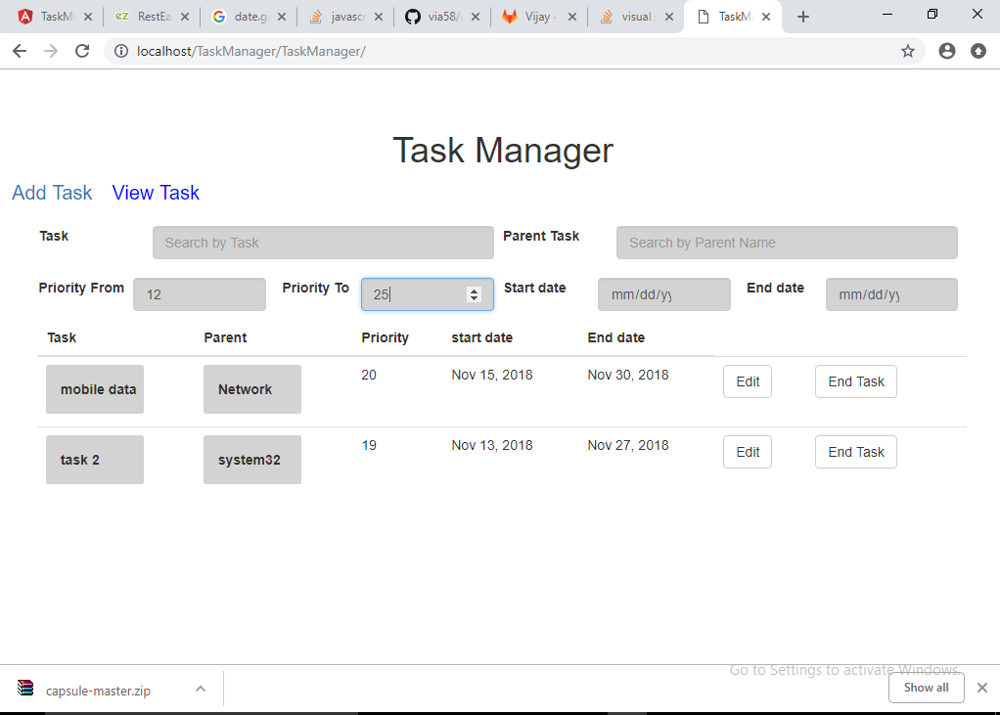 TaskM
RestEa
date.g
javasc
via58/
Vijay
visual
TaskM
localhost/TaskManager/TaskManager/
Task Manager
Add Task View Task
Task Search by Task Parent Task Search by Parent Name
Priority From 12 Priority To 25 Start date mm/dd/yy End date mm/dd/yy
Task Parent Priority start date End date
mobile data Network 20 Nov 15, 2018 Nov 30, 2018 Edit End Task
task 2 system32 19 Nov 13, 2018 Nov 27, 2018 Edit End Task
Go to Settings to activate Windows.
capsule-master.zip Show all